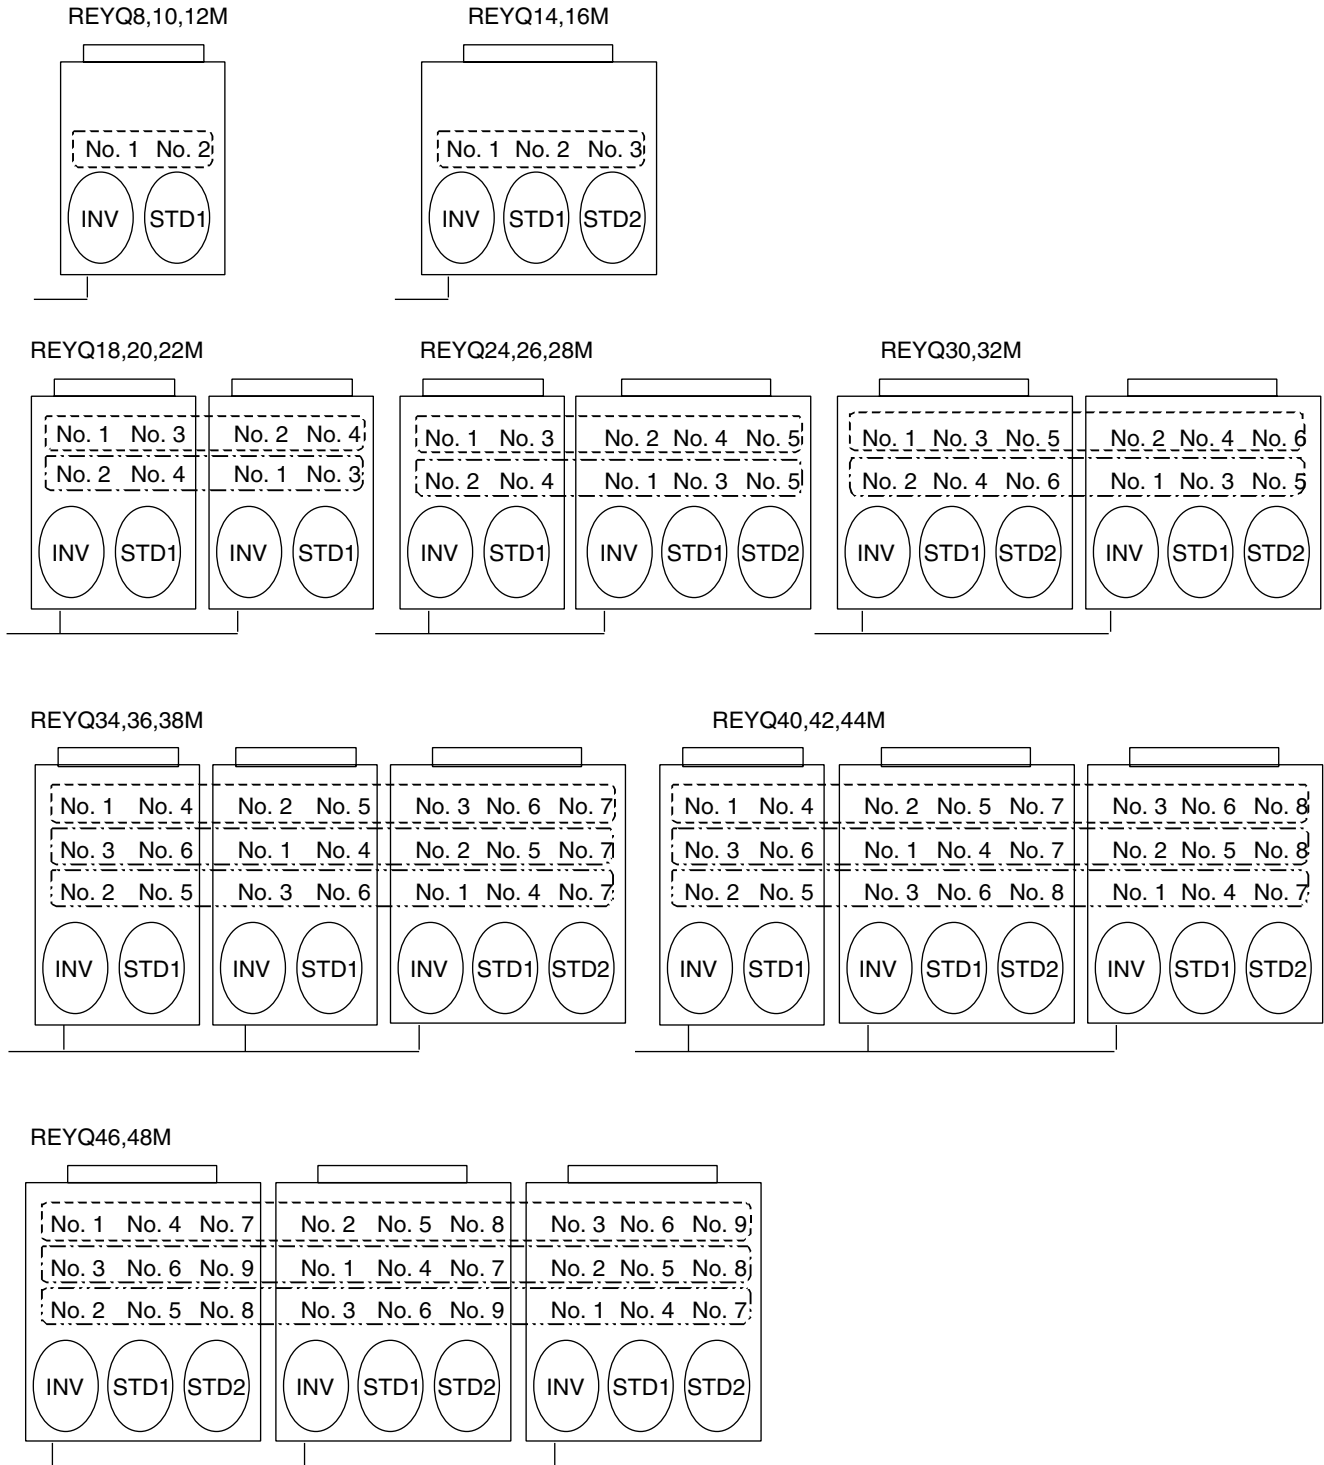 REYQ8,10,12M
No. 1 No. 2
INV STD1
REYQ14,16M
No. 1 No. 2 No. 3
INV STD1 STD2
REYQ18,20,22M
No. 1 No. 3 No. 2 No. 4
No. 2 No. 4 No. 1 No. 3
INV STD1 INV STD1
REYQ24,26,28M
No. 1 No. 3 No. 2 No. 4 No. 5
No. 2 No. 4 No. 1 No. 3 No. 5
INV STD1 INV STD1 STD2
REYQ30,32M
No. 1 No. 3 No. 5 No. 2 No. 4 No. 6
No. 2 No. 4 No. 6 No. 1 No. 3 No. 5
INV STD1 STD2 INV STD1 STD2
REYQ34,36,38M
No. 1 No. 4 No. 2 No. 5 No. 3 No. 6 No. 7
No. 3 No. 6 No. 1 No. 4 No. 2 No. 5 No. 7
No. 2 No. 5 No. 3 No. 6 No. 1 No. 4 No. 7
INV STD1 INV STD1 INV STD1 STD2
REYQ40,42,44M
No. 1 No. 4 No. 2 No. 5 No. 7 No. 3 No. 6 No. 8
No. 3 No. 6 No. 1 No. 4 No. 7 No. 2 No. 5 No. 8
No. 2 No. 5 No. 3 No. 6 No. 8 No. 1 No. 4 No. 7
INV STD1 INV STD1 STD2 INV STD1 STD2
REYQ46,48M
No. 1 No. 4 No. 7 No. 2 No. 5 No. 8 No. 3 No. 6 No. 9
No. 3 No. 6 No. 9 No. 1 No. 4 No. 7 No. 2 No. 5 No. 8
No. 2 No. 5 No. 8 No. 3 No. 6 No. 9 No. 1 No. 4 No. 7
INV STD1 STD2 INV STD1 STD2 INV STD1 STD2